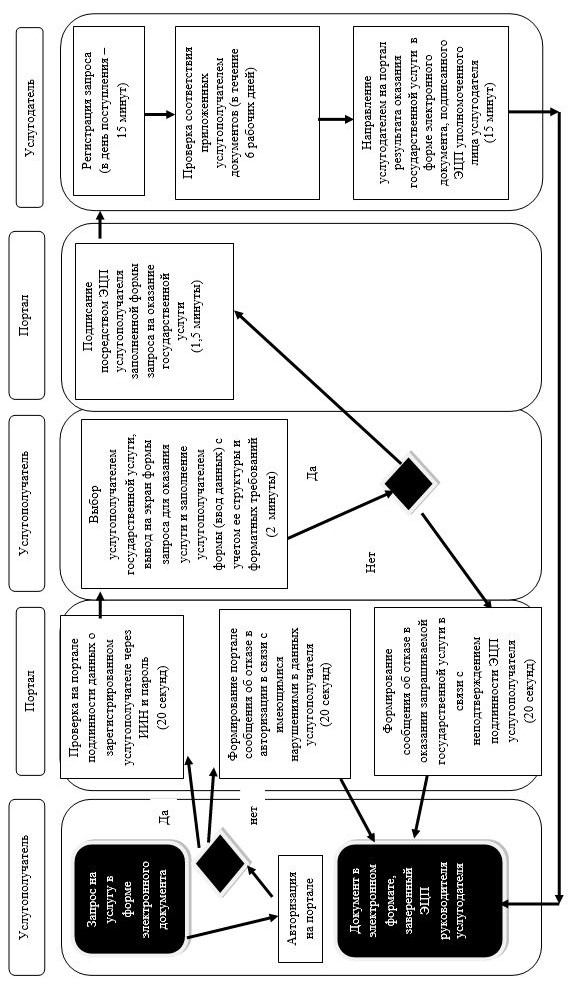 Услугополучатель
Портал
Услугополучатель
Портал
Услугодатель
Запрос на
услугу в
форме
электронного
документа
Авторизация
на портале
Да
нет
Документ в
электронном
формате,
заверенный
ЭЦП
руководителя
услугодателя
Проверка на портале
подлинности данных о
зарегистрированном
услугополучателе через
ИИН и пароль
(20 секунд)
Формирование портале
сообщения об отказе в
авторизации в связи с
имеющимися
нарушениями в данных
услугополучателя
(20 секунд)
Формирование
сообщения об отказе в
оказании запрашиваемой
государственной услуги в
связи с
неподтверждением
подлинности ЭЦП
услугополучателя
(20 секунд)
Выбор
услугополучателем
государственной услуги,
вывод на экран формы
запроса для оказания
услуги и заполнение
услугополучателем
формы (ввод данных) с
учетом ее структуры и
форматных требований
(2 минуты)
Да
Нет
Подписание
посредством ЭЦП
услугополучателя
заполненной формы
запроса на оказание
государственной
услуги
(1,5 минуты)
Регистрация запроса
(в день поступления –
15 минут)
Проверка соответствия
приложенных
услугополучателем
документов (в течение
6 рабочих дней)
Направление
услугодателем на портал
результата оказания
государственной услуги в
форме электронного
документа, подписанного
ЭЦП уполномоченного
лица услугодателя
(15 минут)